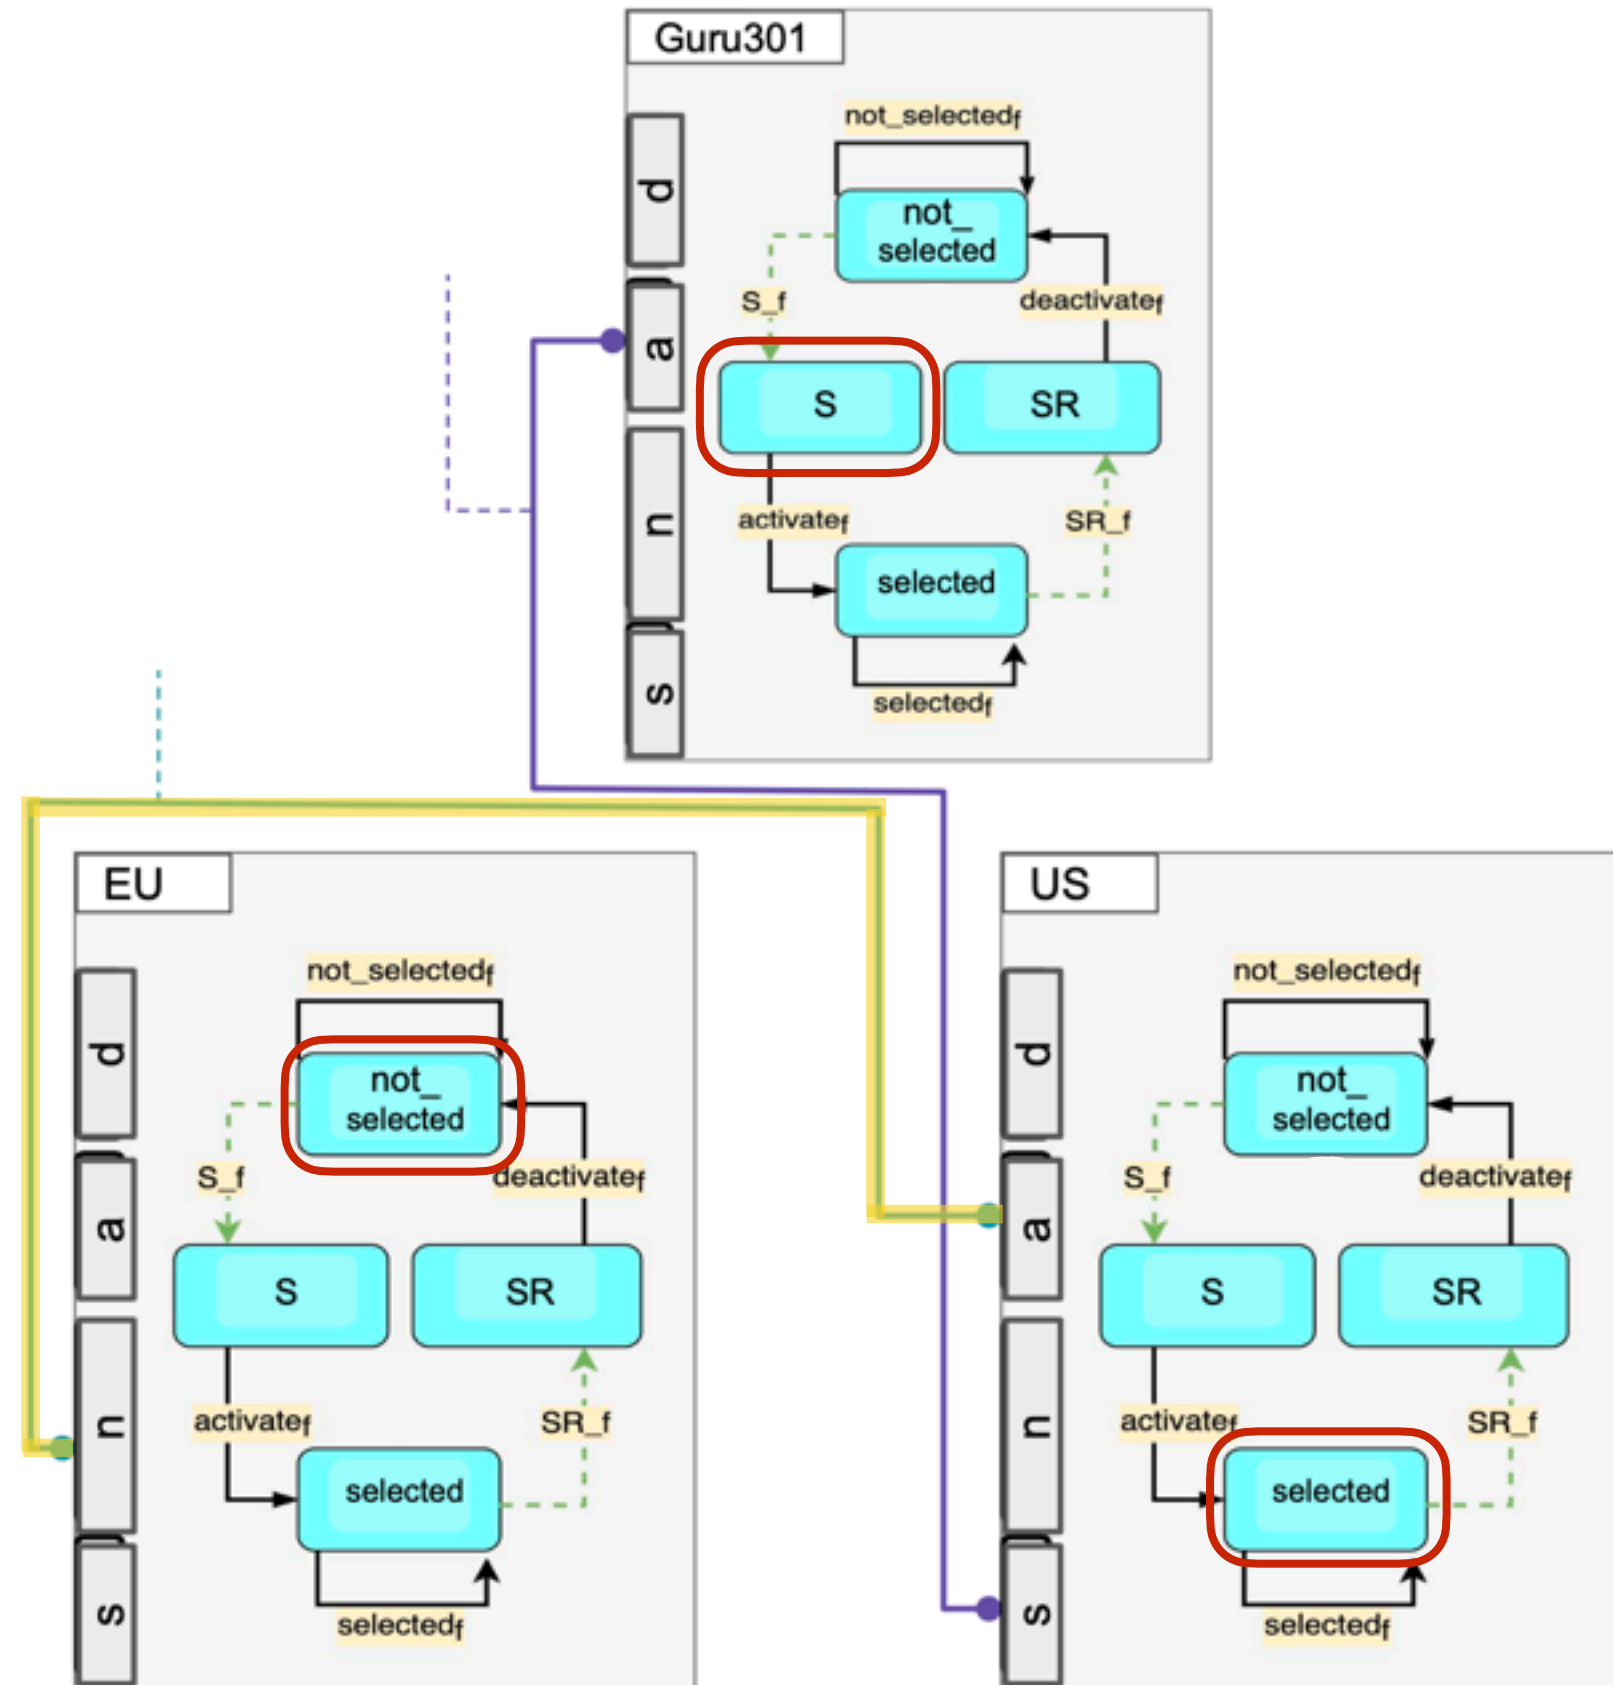 Guru301
not_selectedf
d
not_
selected
S_f
deactivatef
a
S
SR
n
activatef
SR_f
selected
s
selectedf
EU
not_selectedf
d
not_
selected
S_f
deactivatef
a
S
SR
n
activatef
SR_f
selected
s
selectedf
US
not_selectedf
d
not_
selected
S_f
deactivatef
a
S
SR
n
activatef
SR_f
selected
s
selectedf